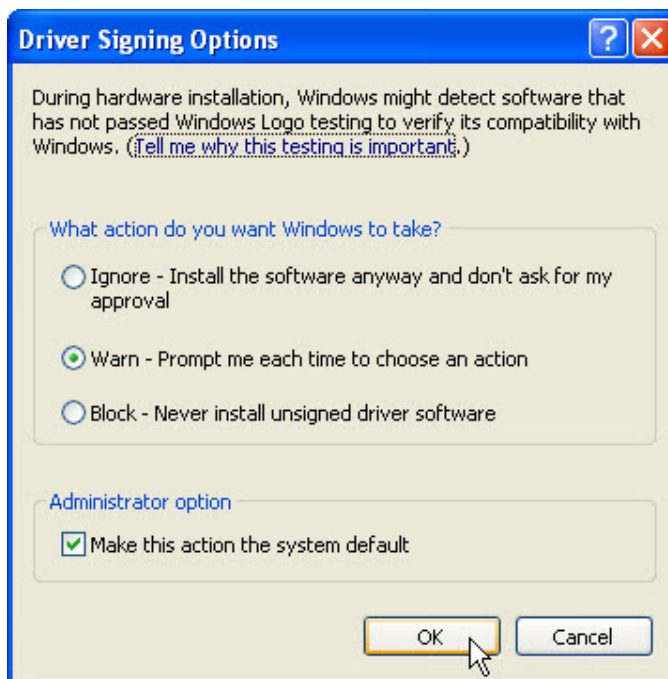 Driver Signing Options
During hardware installation, Windows might detect software that
has not passed Windows Logo testing to verify its compatibility with
Windows. (Tell me why this testing is important.)
What action do you want Windows to take?
Ignore - Install the software anyway and don't ask for my
approval
Warn - Prompt me each time to choose an action
Block - Never install unsigned driver software
Administrator option
Make this action the system default
OK
Cancel